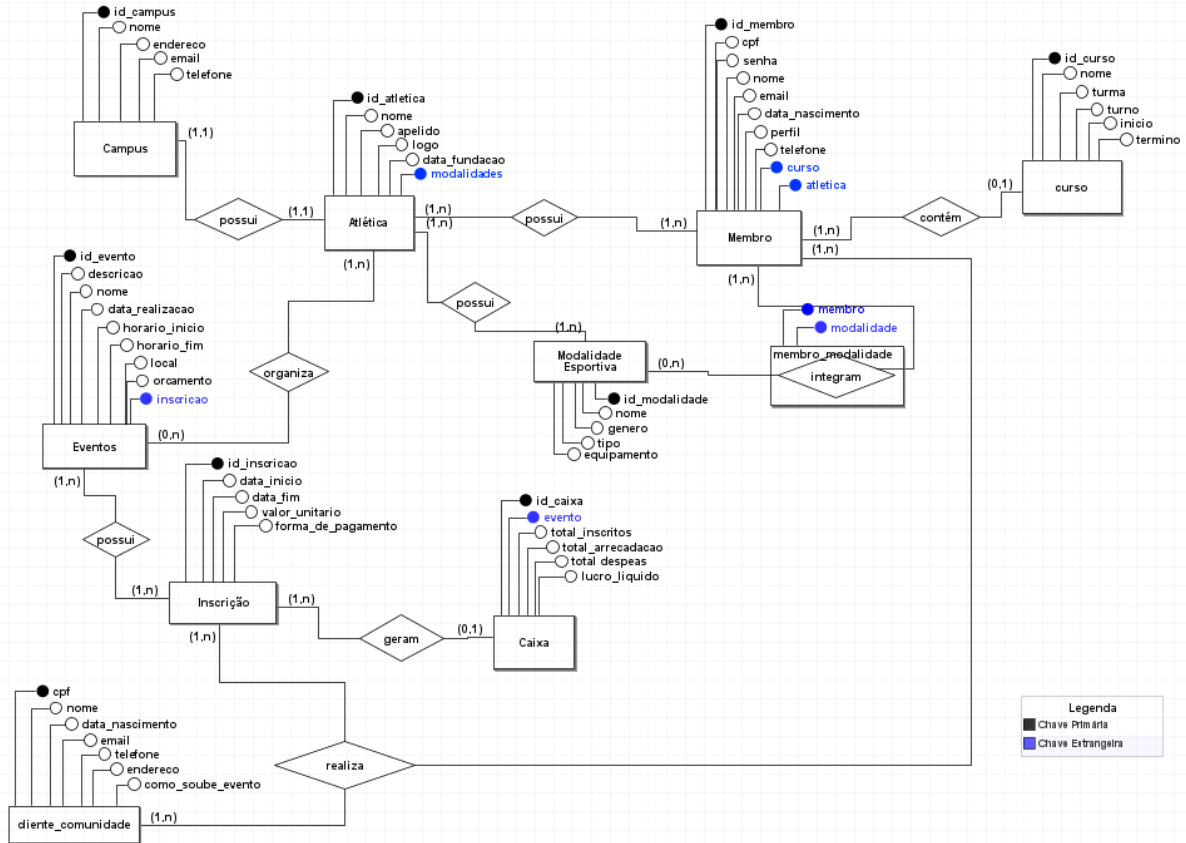 id_campus
nome
endereco
email
telefone
Campus
(1,1)
possui
(1,1)
id_atletica
nome
apelido
logo
data_fundacao
modalidades
Atlética
(1,n)
(1,n)
(1,n)
possui
(1,n)
id_membro
cpf
senha
nome
email
data_nascimento
perfil
telefone
curso
atletica
Membro
(1,n)
(1,n)
(1,n)
contém
(0,1)
id_curso
nome
turma
turno
inicio
termino
curso
possui
(1,n)
Modalidade
Esportiva
(0,n)
id_modalidade
nome
genero
tipo
equipamento
membro
modalidade
membro_modalidade
integram
id_evento
descricao
nome
data_realizacao
horario_inicio
horario_fim
local
orcamento
inscricao
Eventos
(0,n)
(1,n)
organiza
possui
(1,n)
id_inscricao
data_inicio
data_fim
valor_unitario
forma_de_pagamento
Inscrição
(1,n)
(1,n)
geram
(0,1)
id_caixa
evento
total_inscritos
total_arrecadacao
total despeas
lucro_liquido
Caixa
cpf
nome
data_nascimento
email
telefone
endereco
como_soube_evento
cliente_comunidade
(1,n)
realiza
Legenda
Chave Primária
Chave Extrangeira